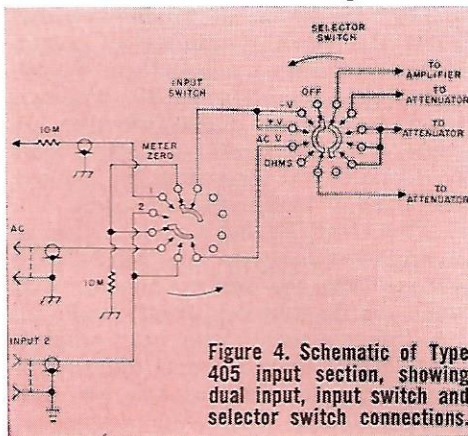 SELECTOR
SWITCH
INPUT
SWITCH
OFF
-V
+V
AC V
OHMS
TO
AMPLIFIER
TO
ATTENUATOR
TO
ATTENUATOR
TO
ATTENUATOR
10M
METER
ZERO
1
2
AC
10M
INPUT 2
Figure 4. Schematic of Type
405 input section, showing
dual input, input switch and
selector switch connections.